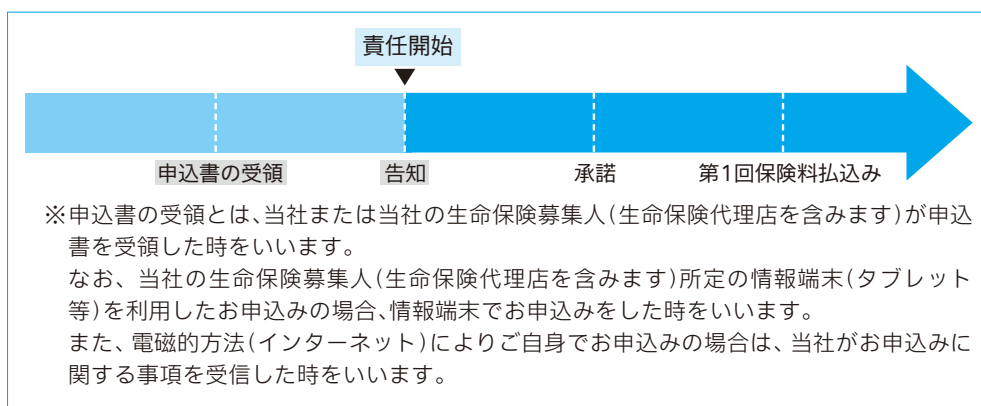 責任開始
申込書の受領 告知 承諾 第1回保険料払込み
※申込書の受領とは、当社または当社の生命保険募集人(生命保険代理店を含みます)が申込
書を受領した時をいいます。
なお、当社の生命保険募集人(生命保険代理店を含みます)所定の情報端末(タブレット
等)を利用したお申込みの場合、情報端末でお申込みをした時をいいます。
また、電磁的方法(インターネット)によりご自身でお申込みの場合は、当社がお申込みに
関する事項を受信した時をいいます。